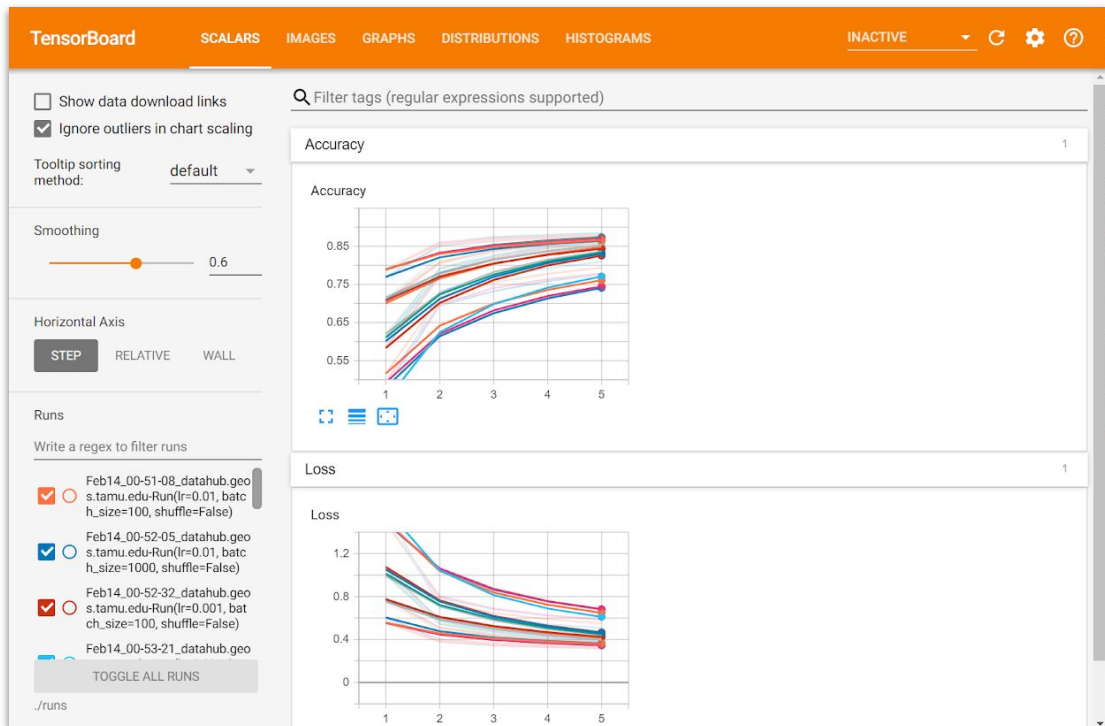 TensorBoard SCALARS IMAGES GRAPHS DISTRIBUTIONS HISTOGRAMS INACTIVE
Show data download links
Ignore outliers in chart scaling
Tooltip sorting
method:
default
Smoothing
0.6
Horizontal Axis
STEP RELATIVE WALL
Runs
Write a regex to filter runs
Feb14_00-51-08_datahub.geo
s.tamu.edu-Run(lr=0.01, batc
h_size=100, shuffle=False)
Feb14_00-52-05_datahub.geo
s.tamu.edu-Run(lr=0.01, batc
h_size=1000, shuffle=False)
Feb14_00-52-32_datahub.geo
s.tamu.edu-Run(lr=0.001, bat
ch_size=100, shuffle=False)
Feb14_00-53-21_datahub.geo
TOGGLE ALL RUNS
./runs
Filter tags (regular expressions supported)
Accuracy 1
Accuracy
0.85
0.75
0.65
0.55
1 2 3 4 5
Loss 1
Loss
1.2
0.8
0.4
0
1 2 3 4 5